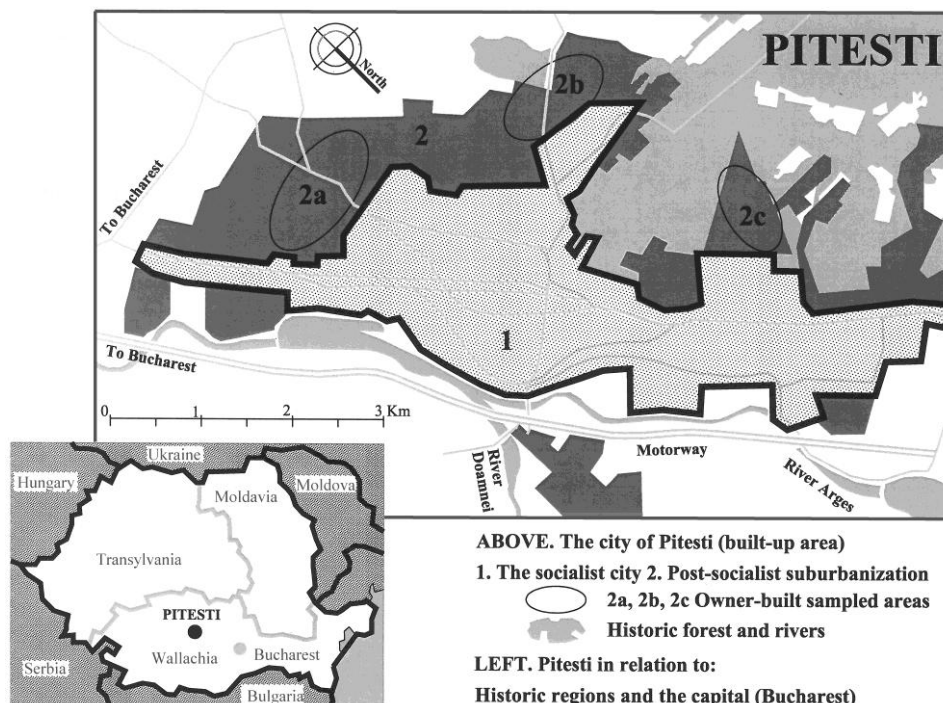 PITESTI
North
2b
2
2a
2c
To Bucharest
1
To Bucharest
0 1 2 3 Km
Motorway
River Doamnei
River Arges
Ukraine
Hungary
Moldavia
Moldova
Transylvania
PITESTI
Wallachia
Bucharest
Serbia
Bulgaria
ABOVE. The city of Pitesti (built-up area)
1. The socialist city 2. Post-socialist suburbanization
2a, 2b, 2c Owner-built sampled areas
Historic forest and rivers
LEFT. Pitesti in relation to:
Historic regions and the capital (Bucharest)